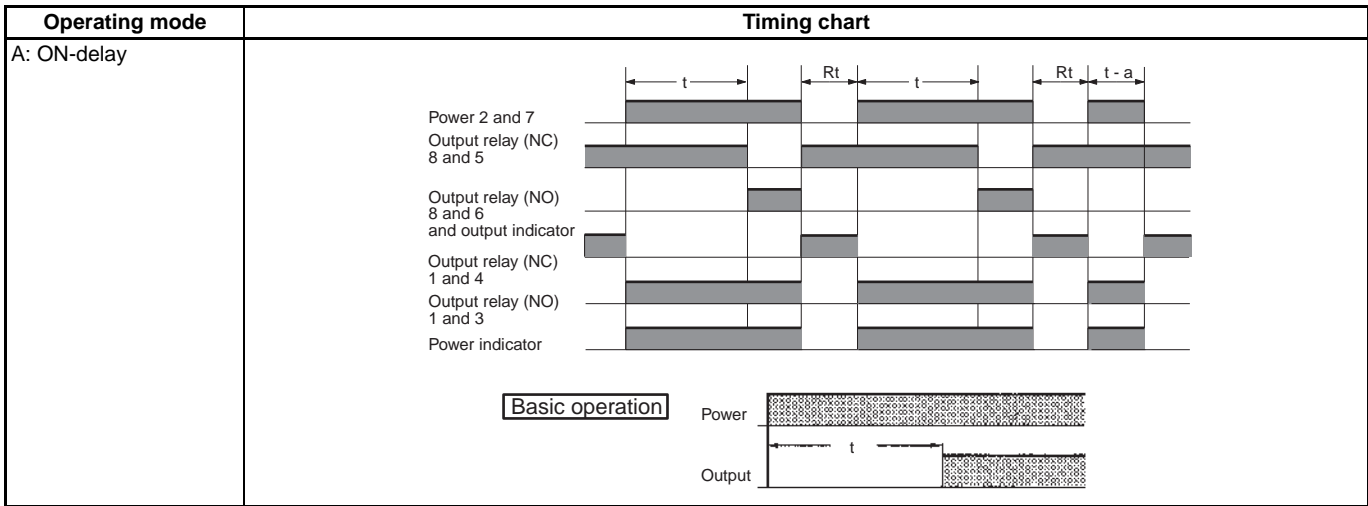 Operating mode
Timing chart
A: ON-delay
t
Rt
t
Rt
t - a
Power 2 and 7
Output relay (NC)
8 and 5
Output relay (NO)
8 and 6
and output indicator
Output relay (NC)
1 and 4
Output relay (NO)
1 and 3
Power indicator
Basic operation
Power
t
Output